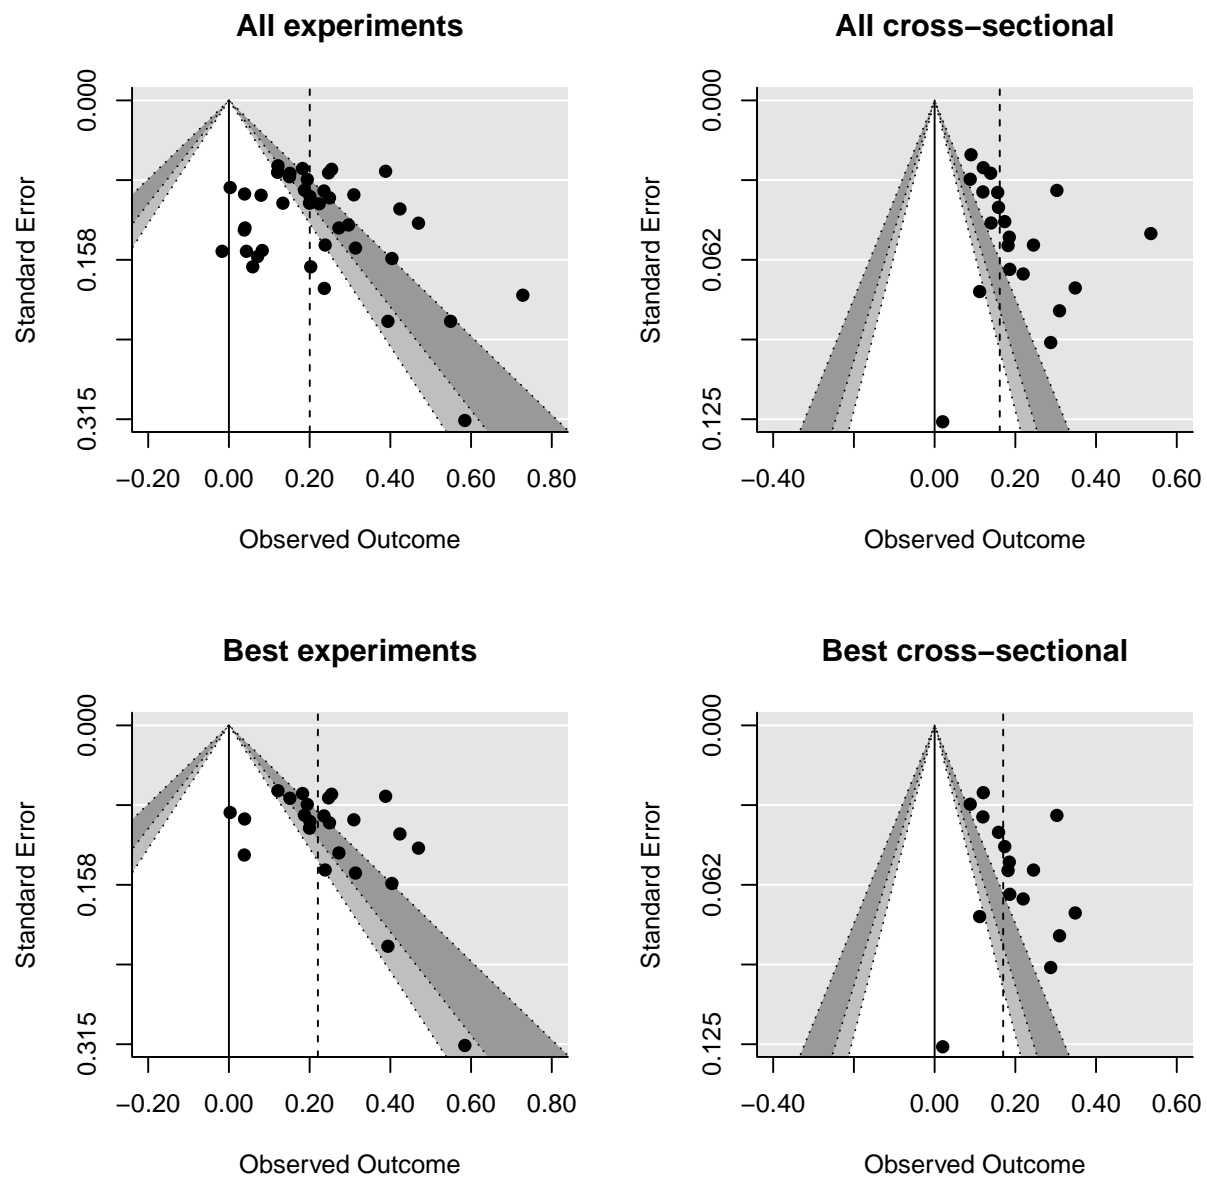 All experiments
Standard Error
0.000
0.158
0.315
−0.20 0.00 0.20 0.40 0.60 0.80
Observed Outcome
All cross−sectional
Standard Error
0.000
0.062
0.125
−0.40 0.00 0.20 0.40 0.60
Observed Outcome
Best experiments
Standard Error
0.000
0.158
0.315
−0.20 0.00 0.20 0.40 0.60 0.80
Observed Outcome
Best cross−sectional
Standard Error
0.000
0.062
0.125
−0.40 0.00 0.20 0.40 0.60
Observed Outcome